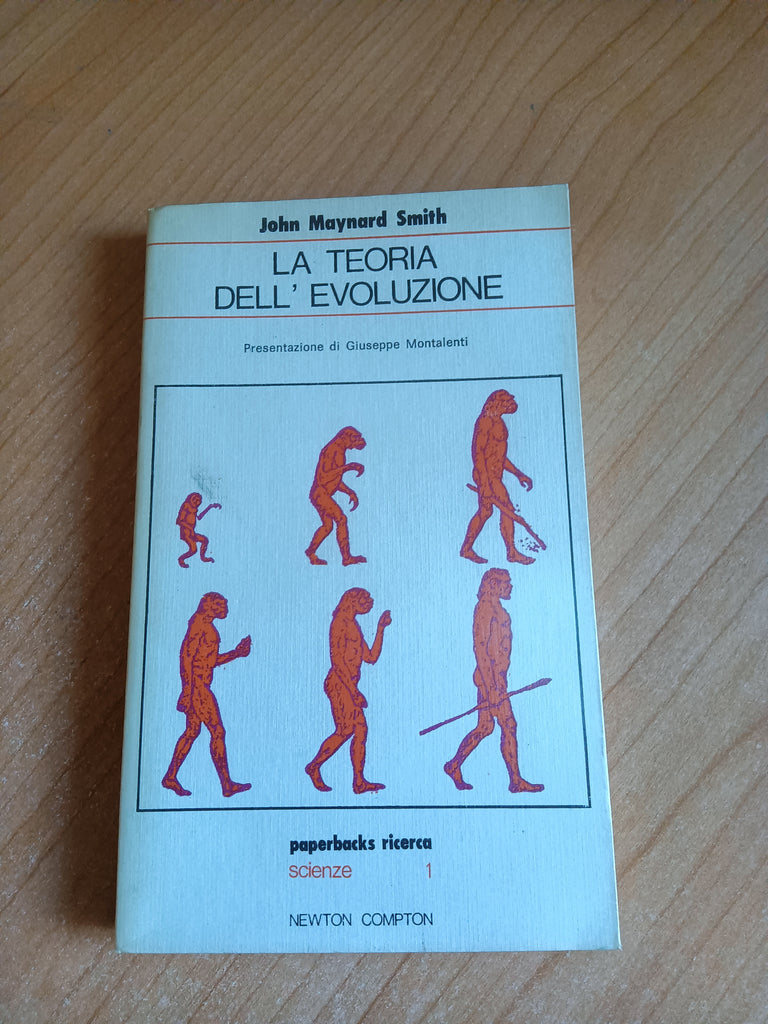 John Maynard Smith
LA TEORIA
DELL' EVOLUZIONE
Presentazione di Giuseppe Montalenti
paperbacks ricerca
scienze 1
NEWTON COMPTON